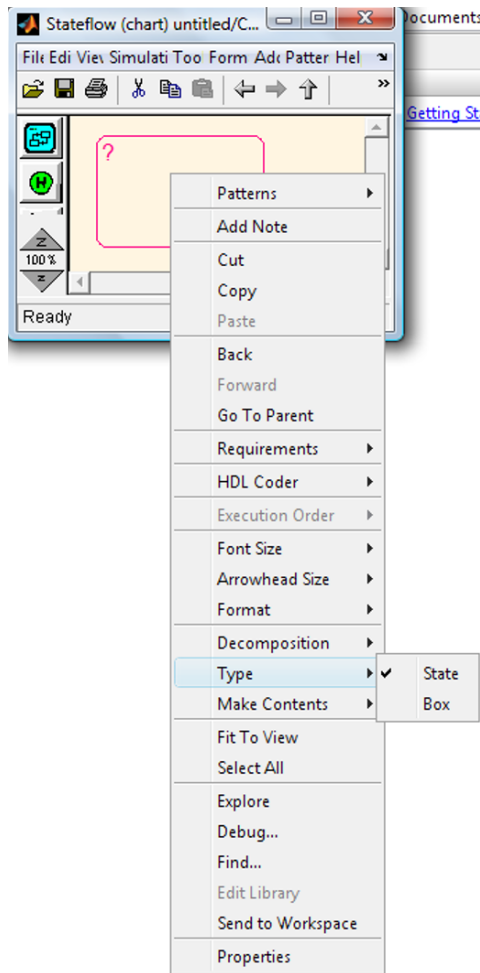 Stateflow (chart) untitled/C...
Documents
File Edi Viev Simulati Too Form Adc Patter Hel
»
Getting St
?
H
Z
100 %
Z
Ready
Patterns
Add Note
Cut
Copy
Paste
Back
Forward
Go To Parent
Requirements
HDL Coder
Execution Order
Font Size
Arrowhead Size
Format
Decomposition
Type
State
Make Contents
Box
Fit To View
Select All
Explore
Debug...
Find...
Edit Library
Send to Workspace
Properties